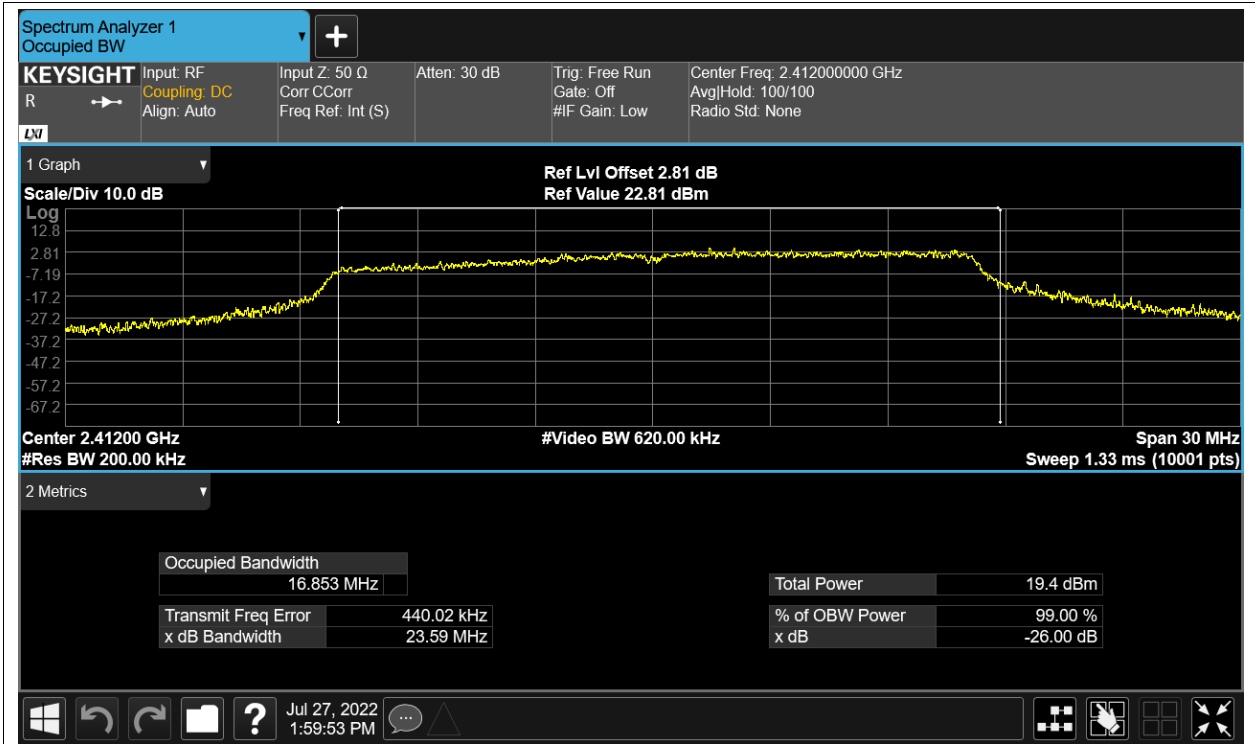 Spectrum Analyzer 1
Occupied BW
KEYSIGHT
R
LXI
Input: RF
Coupling: DC
Align: Auto
Input Z: 50 Ω
Corr CCorr
Freq Ref: Int (S)
Atten: 30 dB
Trig: Free Run
Gate: Off
#IF Gain: Low
Center Freq: 2.412000000 GHz
Avg|Hold: 100/100
Radio Std: None
1 Graph
Scale/Div 10.0 dB
Ref Lvl Offset 2.81 dB
Ref Value 22.81 dBm
Log
12.8
2.81
-7.19
-17.2
-27.2
-37.2
-47.2
-57.2
-67.2
Center 2.41200 GHz
#Video BW 620.00 kHz
Span 30 MHz
#Res BW 200.00 kHz
Sweep 1.33 ms (10001 pts)
2 Metrics
Occupied Bandwidth
16.853 MHz
Total Power 19.4 dBm
Transmit Freq Error 440.02 kHz
% of OBW Power 99.00 %
x dB Bandwidth 23.59 MHz
x dB -26.00 dB
Jul 27, 2022
1:59:53 PM